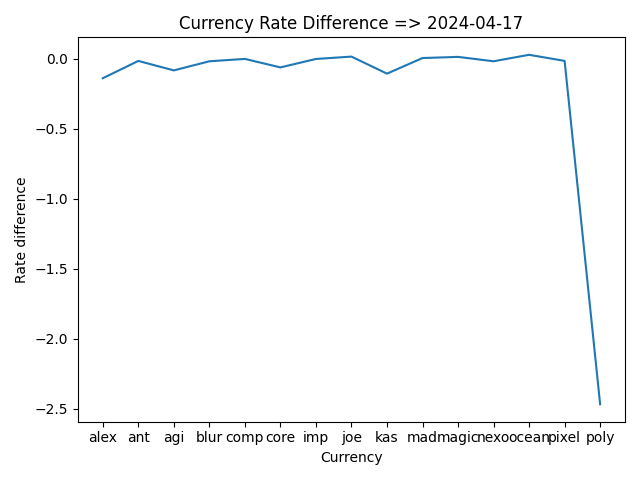 Currency Rate Difference => 2024-04-17
Rate difference
0.0
−0.5
−1.0
−1.5
−2.0
−2.5
alex ant agi blur comp core imp joe kas mad magic nexo ocean pixel poly
Currency